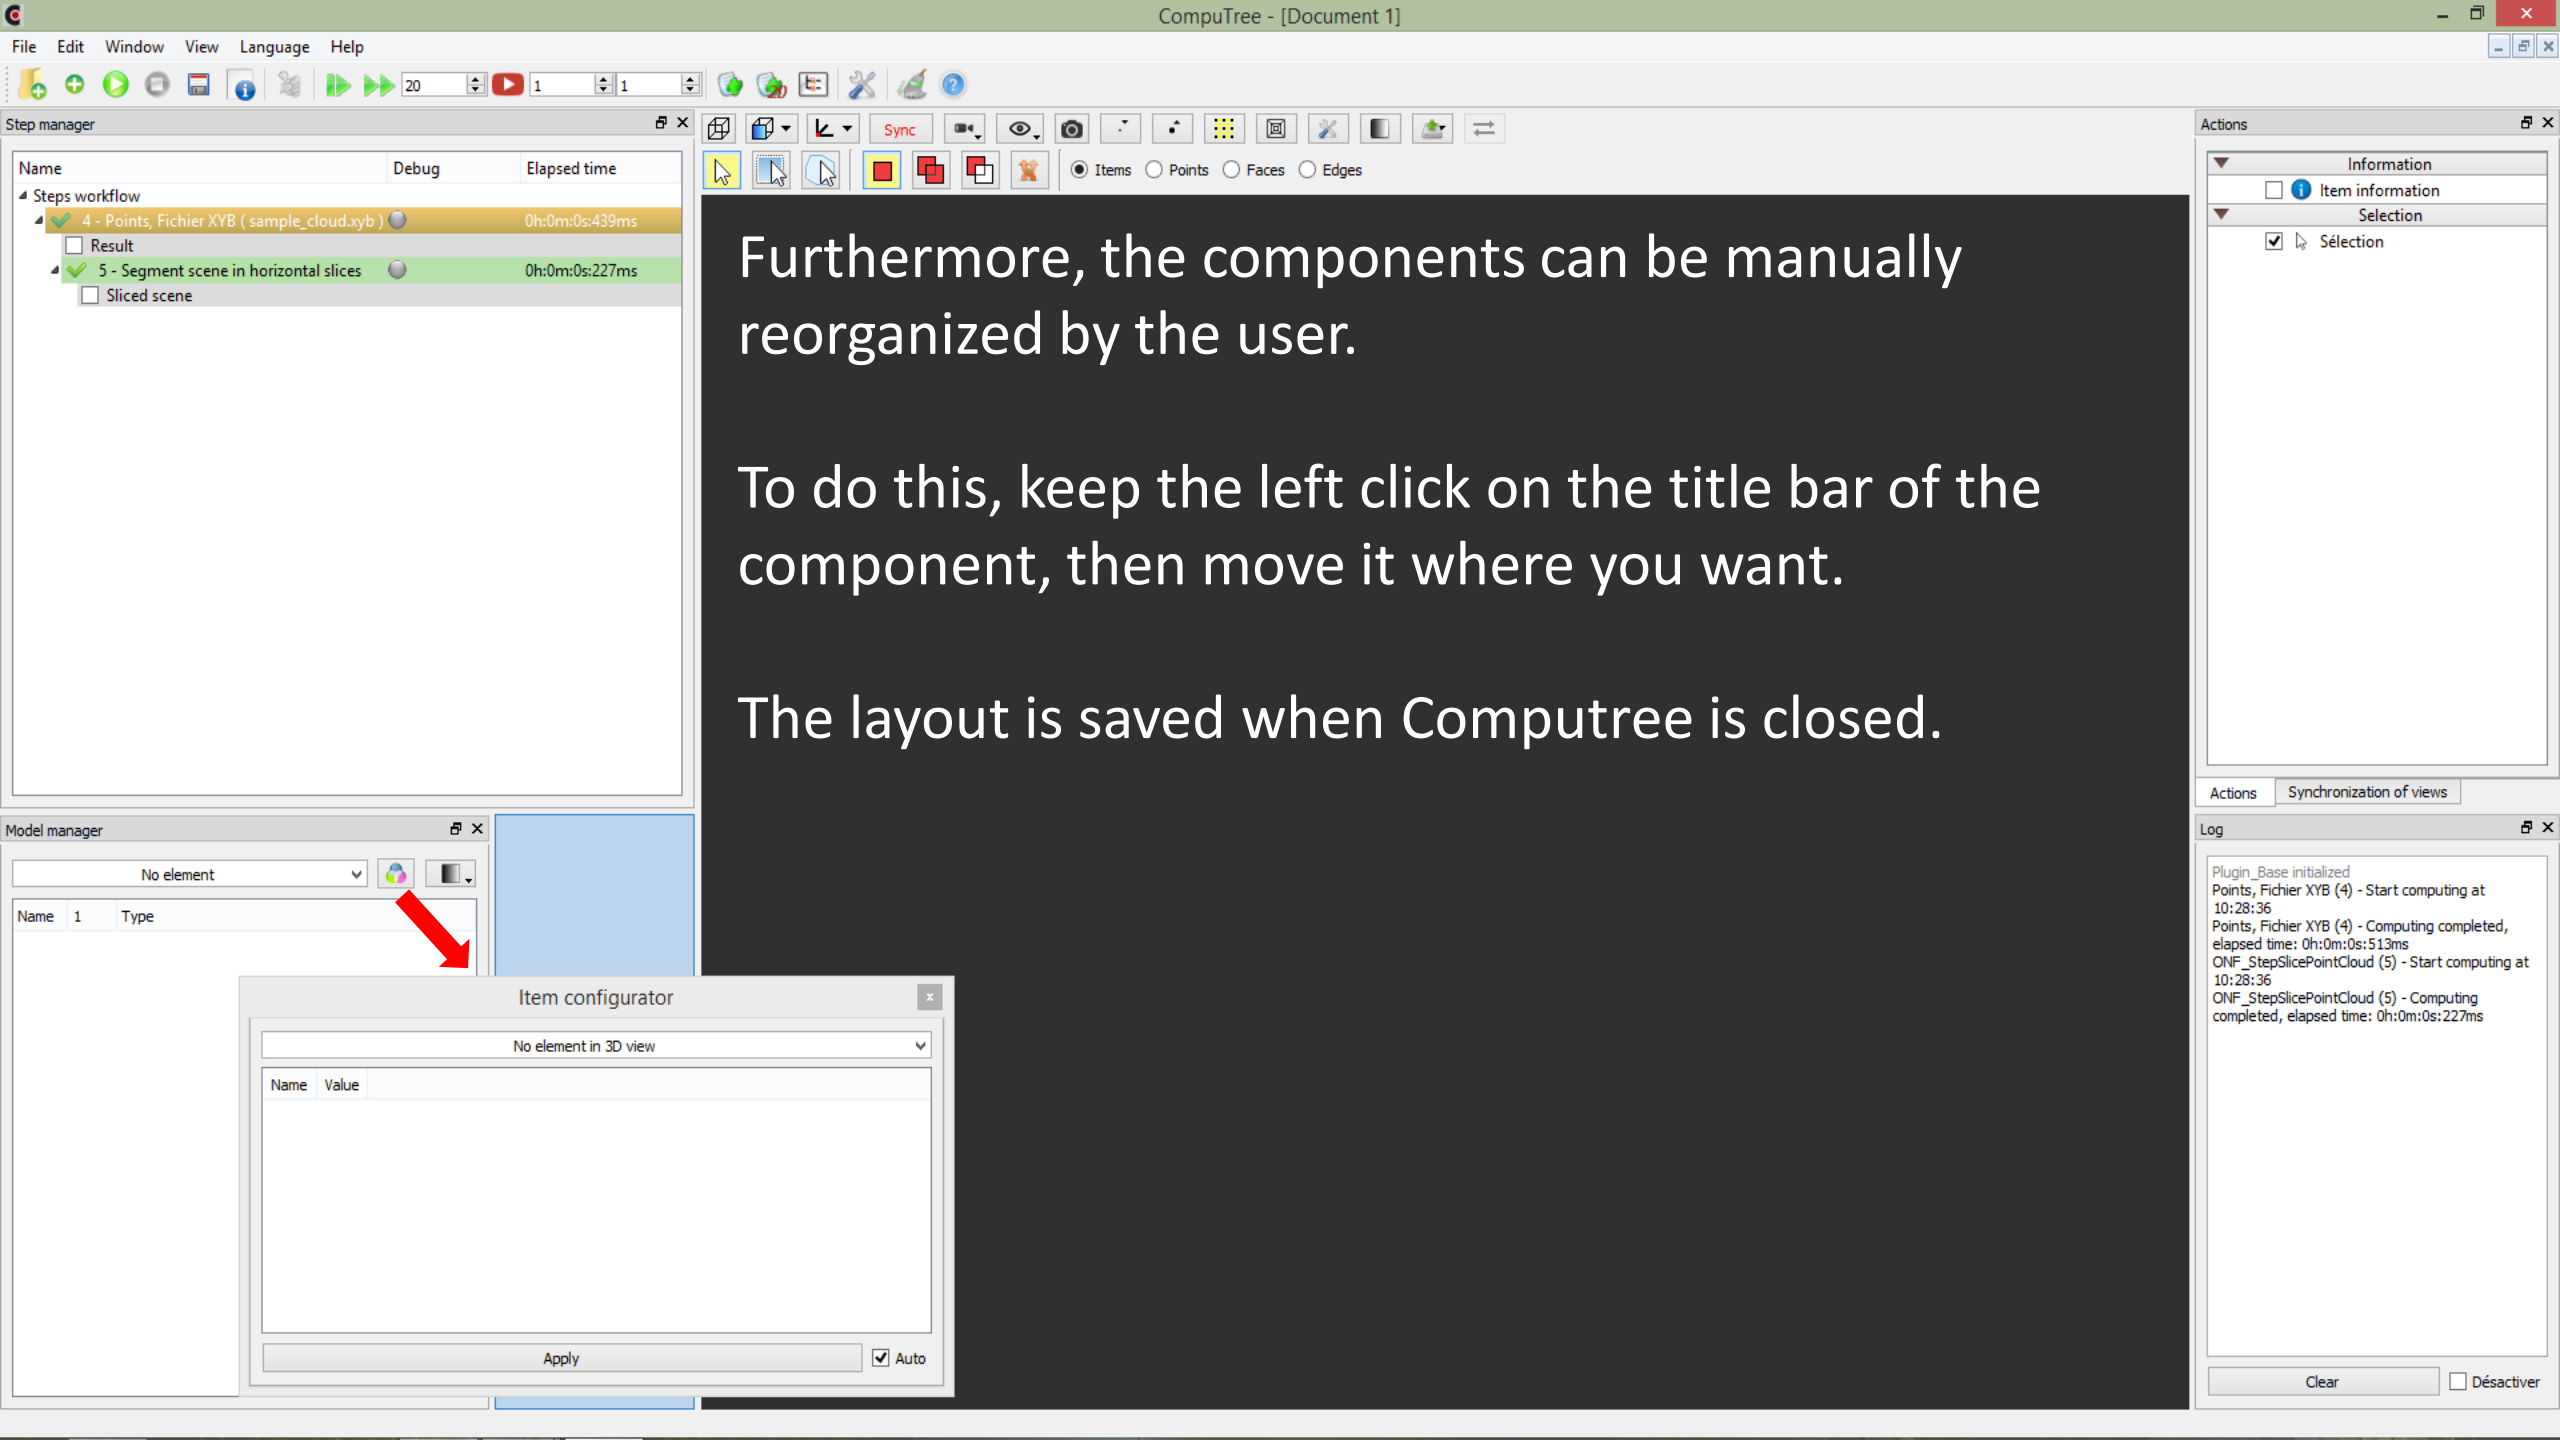 CompuTree - [Document 1]
File Edit Window View Language Help
20 1 1
Step manager
Name Debug Elapsed time
Steps workflow
4 - Points, Fichier XYB ( sample_cloud.xyb ) 0h:0m:0s:439ms
Result
5 - Segment scene in horizontal slices 0h:0m:0s:227ms
Sliced scene
Sync
Items Points Faces Edges
Furthermore, the components can be manually
reorganized by the user.
To do this, keep the left click on the title bar of the
component, then move it where you want.
The layout is saved when Computree is closed.
Actions
Information
Item information
Selection
Sélection
Actions Synchronization of views
Model manager
No element
Name 1 Type
Item configurator
No element in 3D view
Name Value
Apply Auto
Log
Plugin_Base initialized
Points, Fichier XYB (4) - Start computing at
10:28:36
Points, Fichier XYB (4) - Computing completed,
elapsed time: 0h:0m:0s:513ms
ONF_StepSlicePointCloud (5) - Start computing at
10:28:36
ONF_StepSlicePointCloud (5) - Computing
completed, elapsed time: 0h:0m:0s:227ms
Clear Désactiver